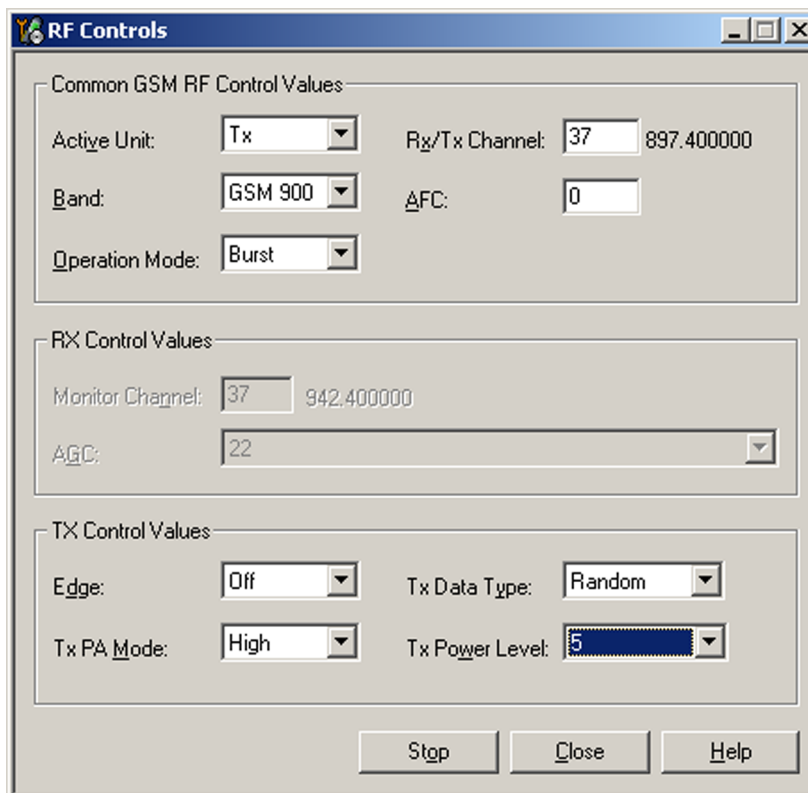 RF Controls
Common GSM RF Control Values
Active Unit: Tx Rx/Tx Channel: 37 897.400000
Band: GSM 900 AFC: 0
Operation Mode: Burst
RX Control Values
Monitor Channel: 37 942.400000
AGC: 22
TX Control Values
Edge: Off Tx Data Type: Random
Tx PA Mode: High Tx Power Level: 5
Stop Close Help